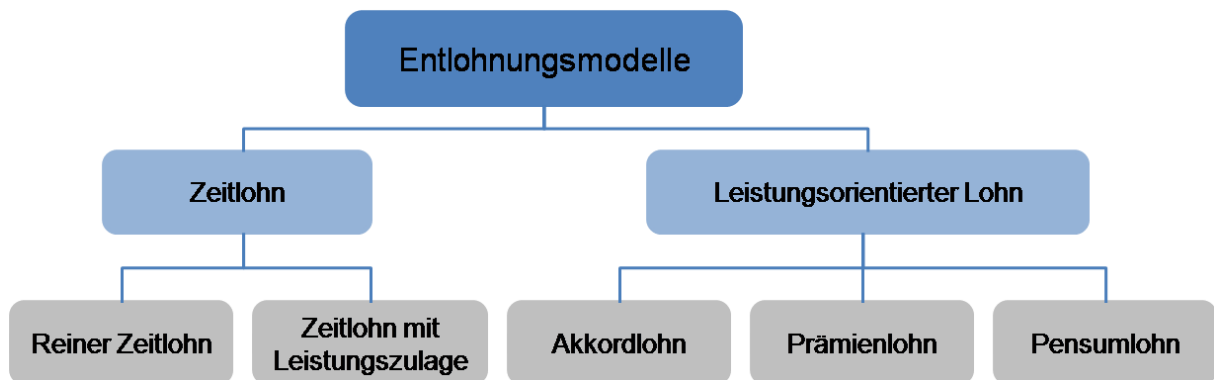 Entlohnungsmodelle
Zeitlohn
Leistungsorientierter Lohn
Reiner Zeitlohn
Zeitlohn mit
Leistungszulage
Akkordlohn
Prämienlohn
Pensumlohn